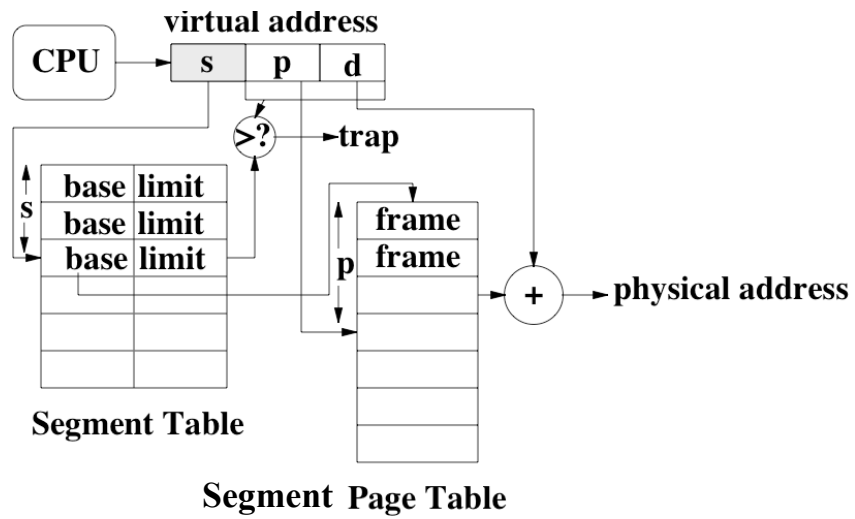 virtual address
CPU
s p d
>?
trap
s
base limit
base limit
base limit
frame
frame
p
+
physical address
Segment Table
Segment Page Table